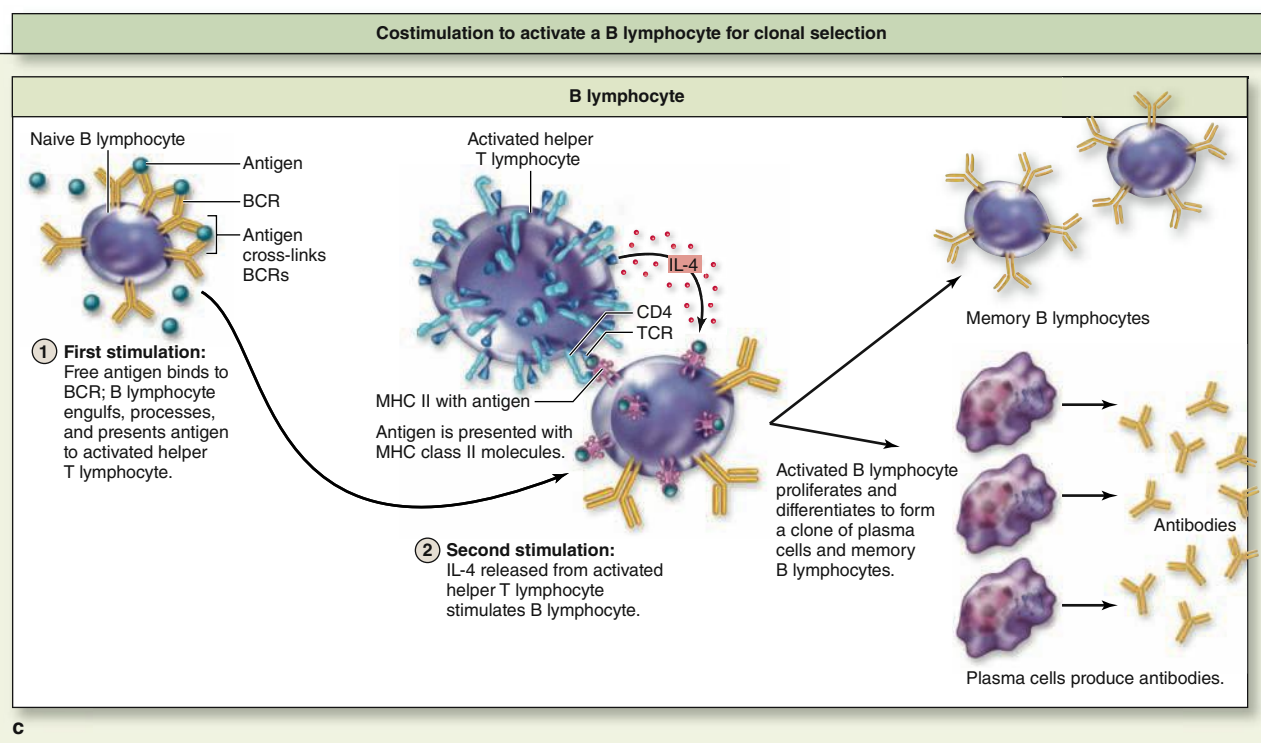 Costimulation to activate a B lymphocyte for clonal selection
B lymphocyte
Naive B lymphocyte
Antigen
BCR
Antigen
cross-links
BCRs
1 First stimulation:
Free antigen binds to
BCR; B lymphocyte
engulfs, processes,
and presents antigen
to activated helper
T lymphocyte.
Activated helper
T lymphocyte
IL-4
CD4
TCR
MHC II with antigen
Antigen is presented with
MHC class II molecules.
2 Second stimulation:
IL-4 released from activated
helper T lymphocyte
stimulates B lymphocyte.
Activated B lymphocyte
proliferates and
differentiates to form
a clone of plasma
cells and memory
B lymphocytes.
Memory B lymphocytes
Antibodies
Plasma cells produce antibodies.
c